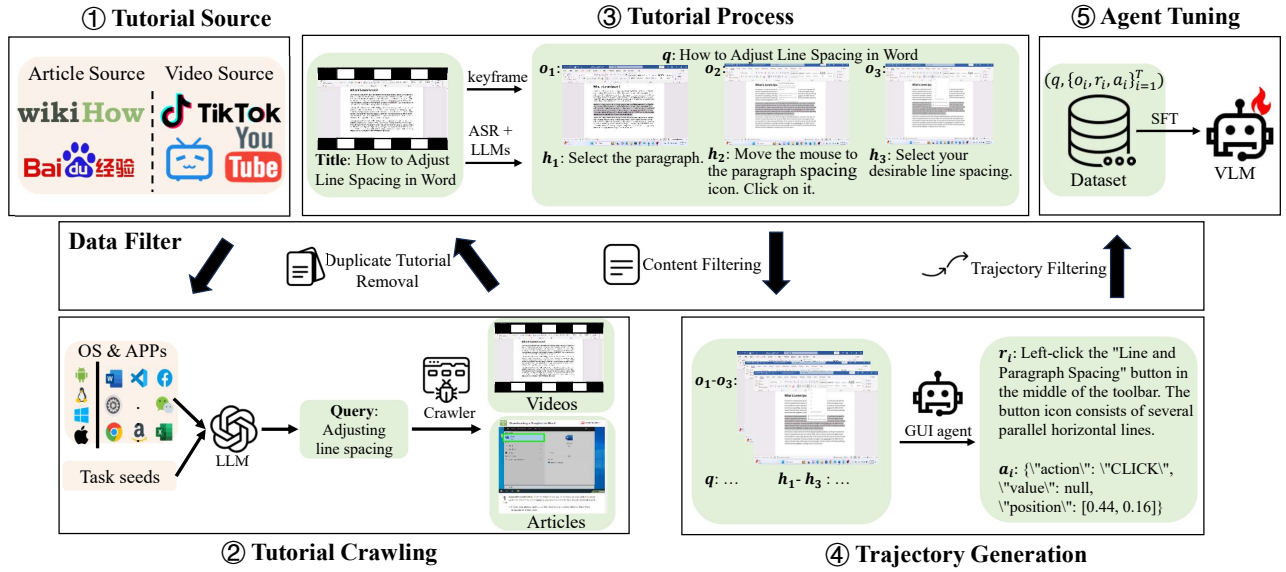 ① Tutorial Source
Article Source
Video Source
wikiHow
TikTok
Bai du 经验
You
Tube
③ Tutorial Process
Title: How to Adjust
Line Spacing in Word
keyframe
ASR +
LLMs
q: How to Adjust Line Spacing in Word
o₁:
o₂:
o₃:
h₁: Select the paragraph.
h₂: Move the mouse to
the paragraph spacing
icon. Click on it.
h₃: Select your
desirable line spacing.
⑤ Agent Tuning
(q, {oᵢ, rᵢ, aᵢ}ᵀᵢ₌₁)
SFT
Dataset
VLM
Data Filter
Duplicate Tutorial
Removal
Content Filtering
Trajectory Filtering
OS & APPs
Task seeds
LLM
Query:
Adjusting
line spacing
Crawler
Videos
Articles
② Tutorial Crawling
o₁-o₃:
q: …
h₁- h₃ : …
GUI agent
rᵢ: Left-click the "Line and
Paragraph Spacing" button in
the middle of the toolbar. The
button icon consists of several
parallel horizontal lines.
aᵢ: {\"action\": \"CLICK\",
\"value\": null,
\"position\": [0.44, 0.16]}
④ Trajectory Generation